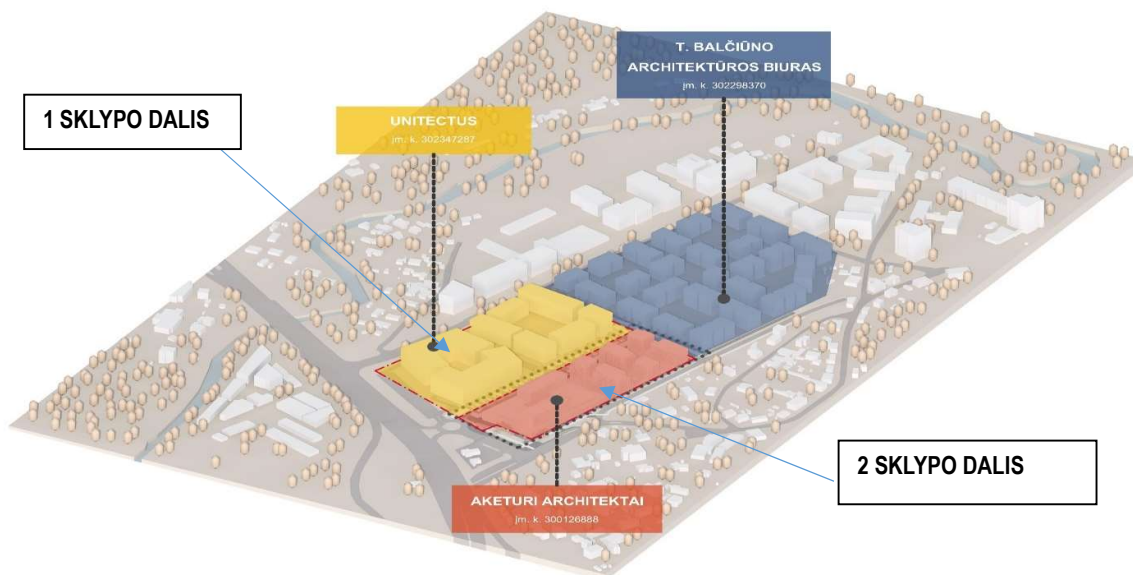 T. BALČIŪNO
ARCHITEKTŪROS BIURAS
įm. k. 302298370
1 SKLYPO DALIS
UNITECTUS
įm. k. 302347287
2 SKLYPO DALIS
AKETURI ARCHITEKTAI
įm. k. 300126888